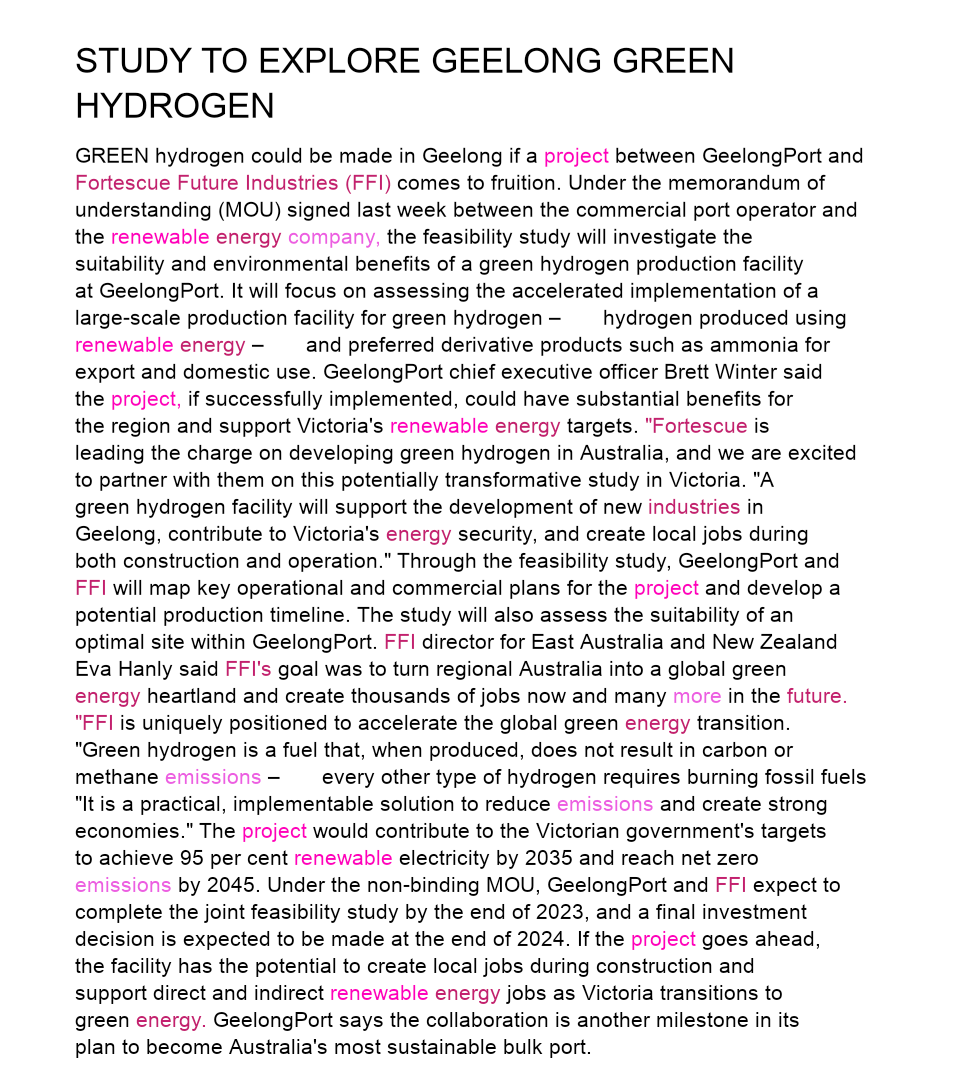 STUDY TO EXPLORE GEELONG GREEN
HYDROGEN
GREEN hydrogen could be made in Geelong if a project between GeelongPort and
Fortescue Future Industries (FFI) comes to fruition. Under the memorandum of
understanding (MOU) signed last week between the commercial port operator and
the renewable energy company, the feasibility study will investigate the
suitability and environmental benefits of a green hydrogen production facility
at GeelongPort. It will focus on assessing the accelerated implementation of a
large-scale production facility for green hydrogen – hydrogen produced using
renewable energy – and preferred derivative products such as ammonia for
export and domestic use. GeelongPort chief executive officer Brett Winter said
the project, if successfully implemented, could have substantial benefits for
the region and support Victoria's renewable energy targets. "Fortescue is
leading the charge on developing green hydrogen in Australia, and we are excited
to partner with them on this potentially transformative study in Victoria. "A
green hydrogen facility will support the development of new industries in
Geelong, contribute to Victoria's energy security, and create local jobs during
both construction and operation." Through the feasibility study, GeelongPort and
FFI will map key operational and commercial plans for the project and develop a
potential production timeline. The study will also assess the suitability of an
optimal site within GeelongPort. FFI director for East Australia and New Zealand
Eva Hanly said FFI's goal was to turn regional Australia into a global green
energy heartland and create thousands of jobs now and many more in the future.
"FFI is uniquely positioned to accelerate the global green energy transition.
"Green hydrogen is a fuel that, when produced, does not result in carbon or
methane emissions – every other type of hydrogen requires burning fossil fuels
"It is a practical, implementable solution to reduce emissions and create strong
economies." The project would contribute to the Victorian government's targets
to achieve 95 per cent renewable electricity by 2035 and reach net zero
emissions by 2045. Under the non-binding MOU, GeelongPort and FFI expect to
complete the joint feasibility study by the end of 2023, and a final investment
decision is expected to be made at the end of 2024. If the project goes ahead,
the facility has the potential to create local jobs during construction and
support direct and indirect renewable energy jobs as Victoria transitions to
green energy. GeelongPort says the collaboration is another milestone in its
plan to become Australia's most sustainable bulk port.